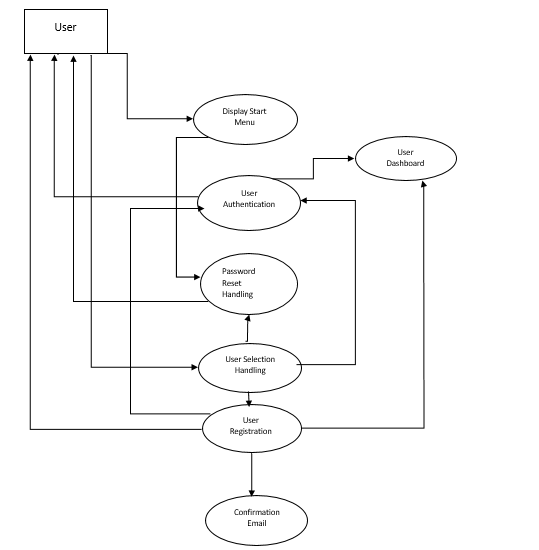 User
Display Start
Menu
User
Dashboard
User
Authentication
Password
Reset
Handling
User Selection
Handling
User
Registration
Confirmation
Email